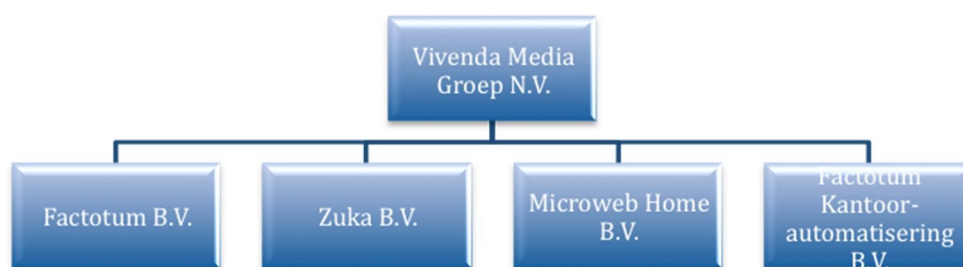 Vivenda Media
Groep N.V.
Factotum B.V.
Zuka B.V.
Microweb Home
B.V.
Factotum
Kantoor-
automatisering
B.V.